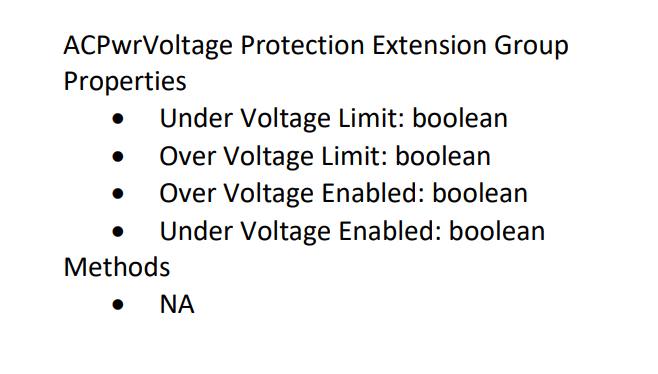 ACPwrVoltage Protection Extension Group
Properties
• Under Voltage Limit: boolean
• Over Voltage Limit: boolean
• Over Voltage Enabled: boolean
• Under Voltage Enabled: boolean
Methods
• NA